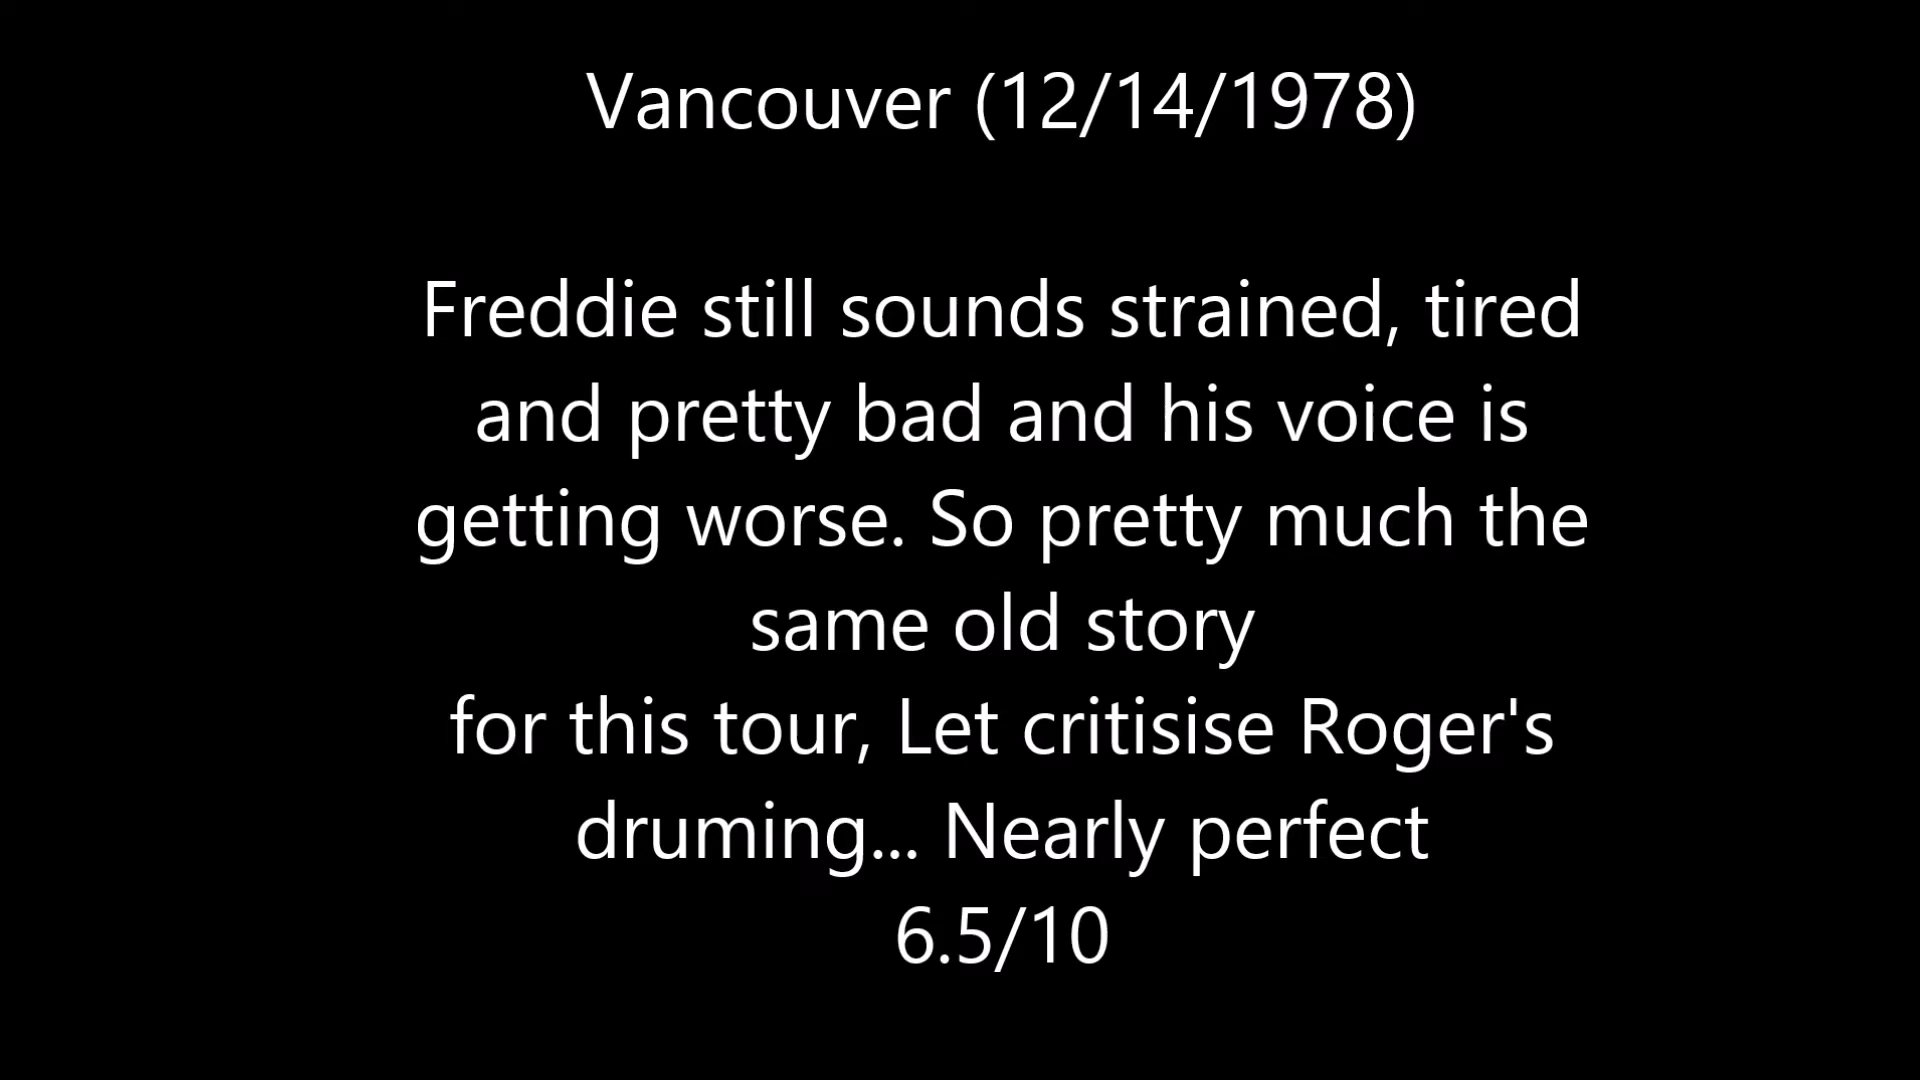 Vancouver (12/14/1978)
Freddie still sounds strained, tired
and pretty bad and his voice is
getting worse. So pretty much the
same old story
for this tour, Let critisise Roger's
druming... Nearly perfect
6.5/10